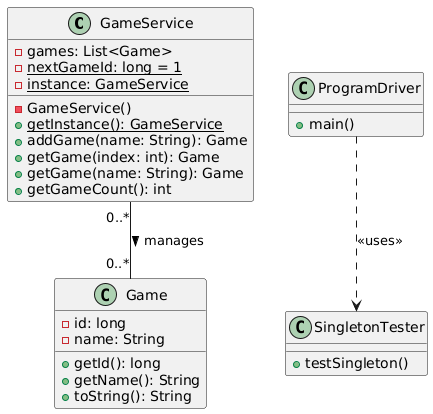 C GameService
games: List<Game>
nextGameId: long = 1
instance: GameService
GameService()
getInstance(): GameService
addGame(name: String): Game
getGame(index: int): Game
getGame(name: String): Game
getGameCount(): int
C ProgramDriver
main()
0..*
manages
«uses»
0..*
C Game
id: long
name: String
getId(): long
getName(): String
toString(): String
C SingletonTester
testSingleton()